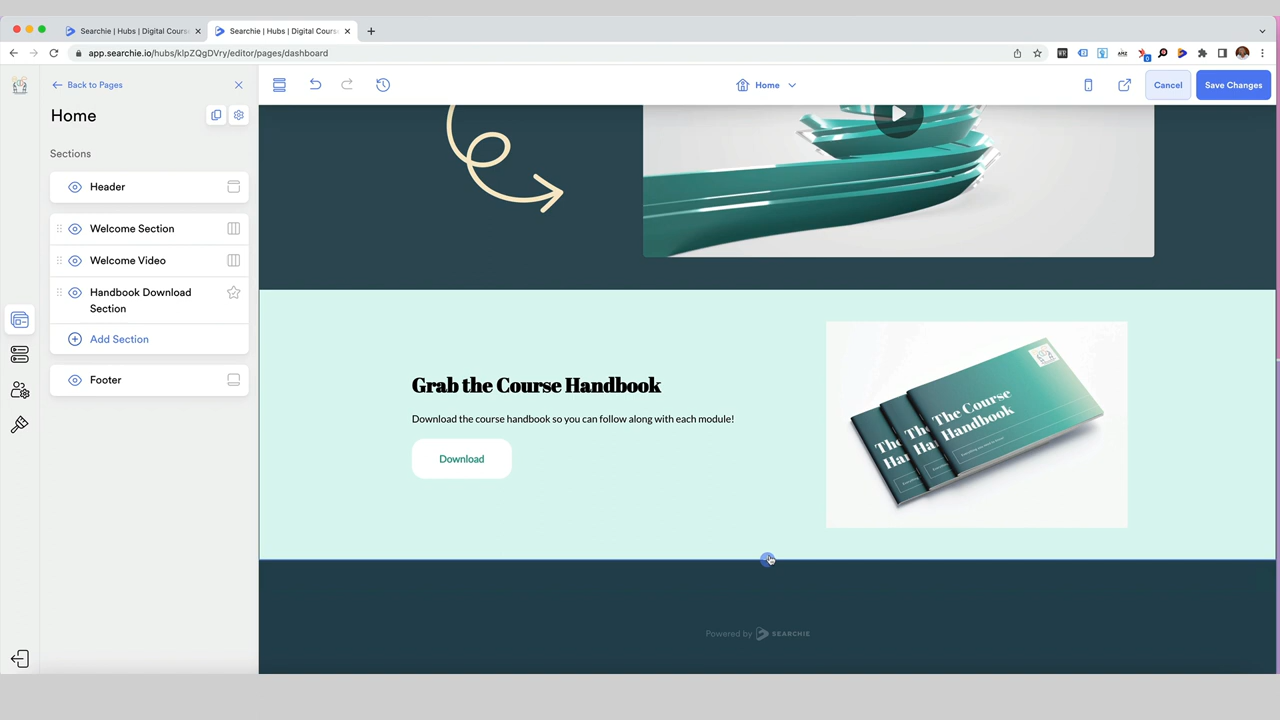 Searchie | Hubs | Digital Cours
Searchie | Hubs | Digital Cours
app.searchie.io/hubs/klpZQgDVry/editor/pages/dashboard
Back to Pages
Home
Cancel
Save Changes
Home
Sections
Header
Welcome Section
Welcome Video
Handbook Download
Section
Add Section
Footer
Grab the Course Handbook
Download the course handbook so you can follow along with each module!
Download
The Course
Handbook
Powered by SEARCHIE